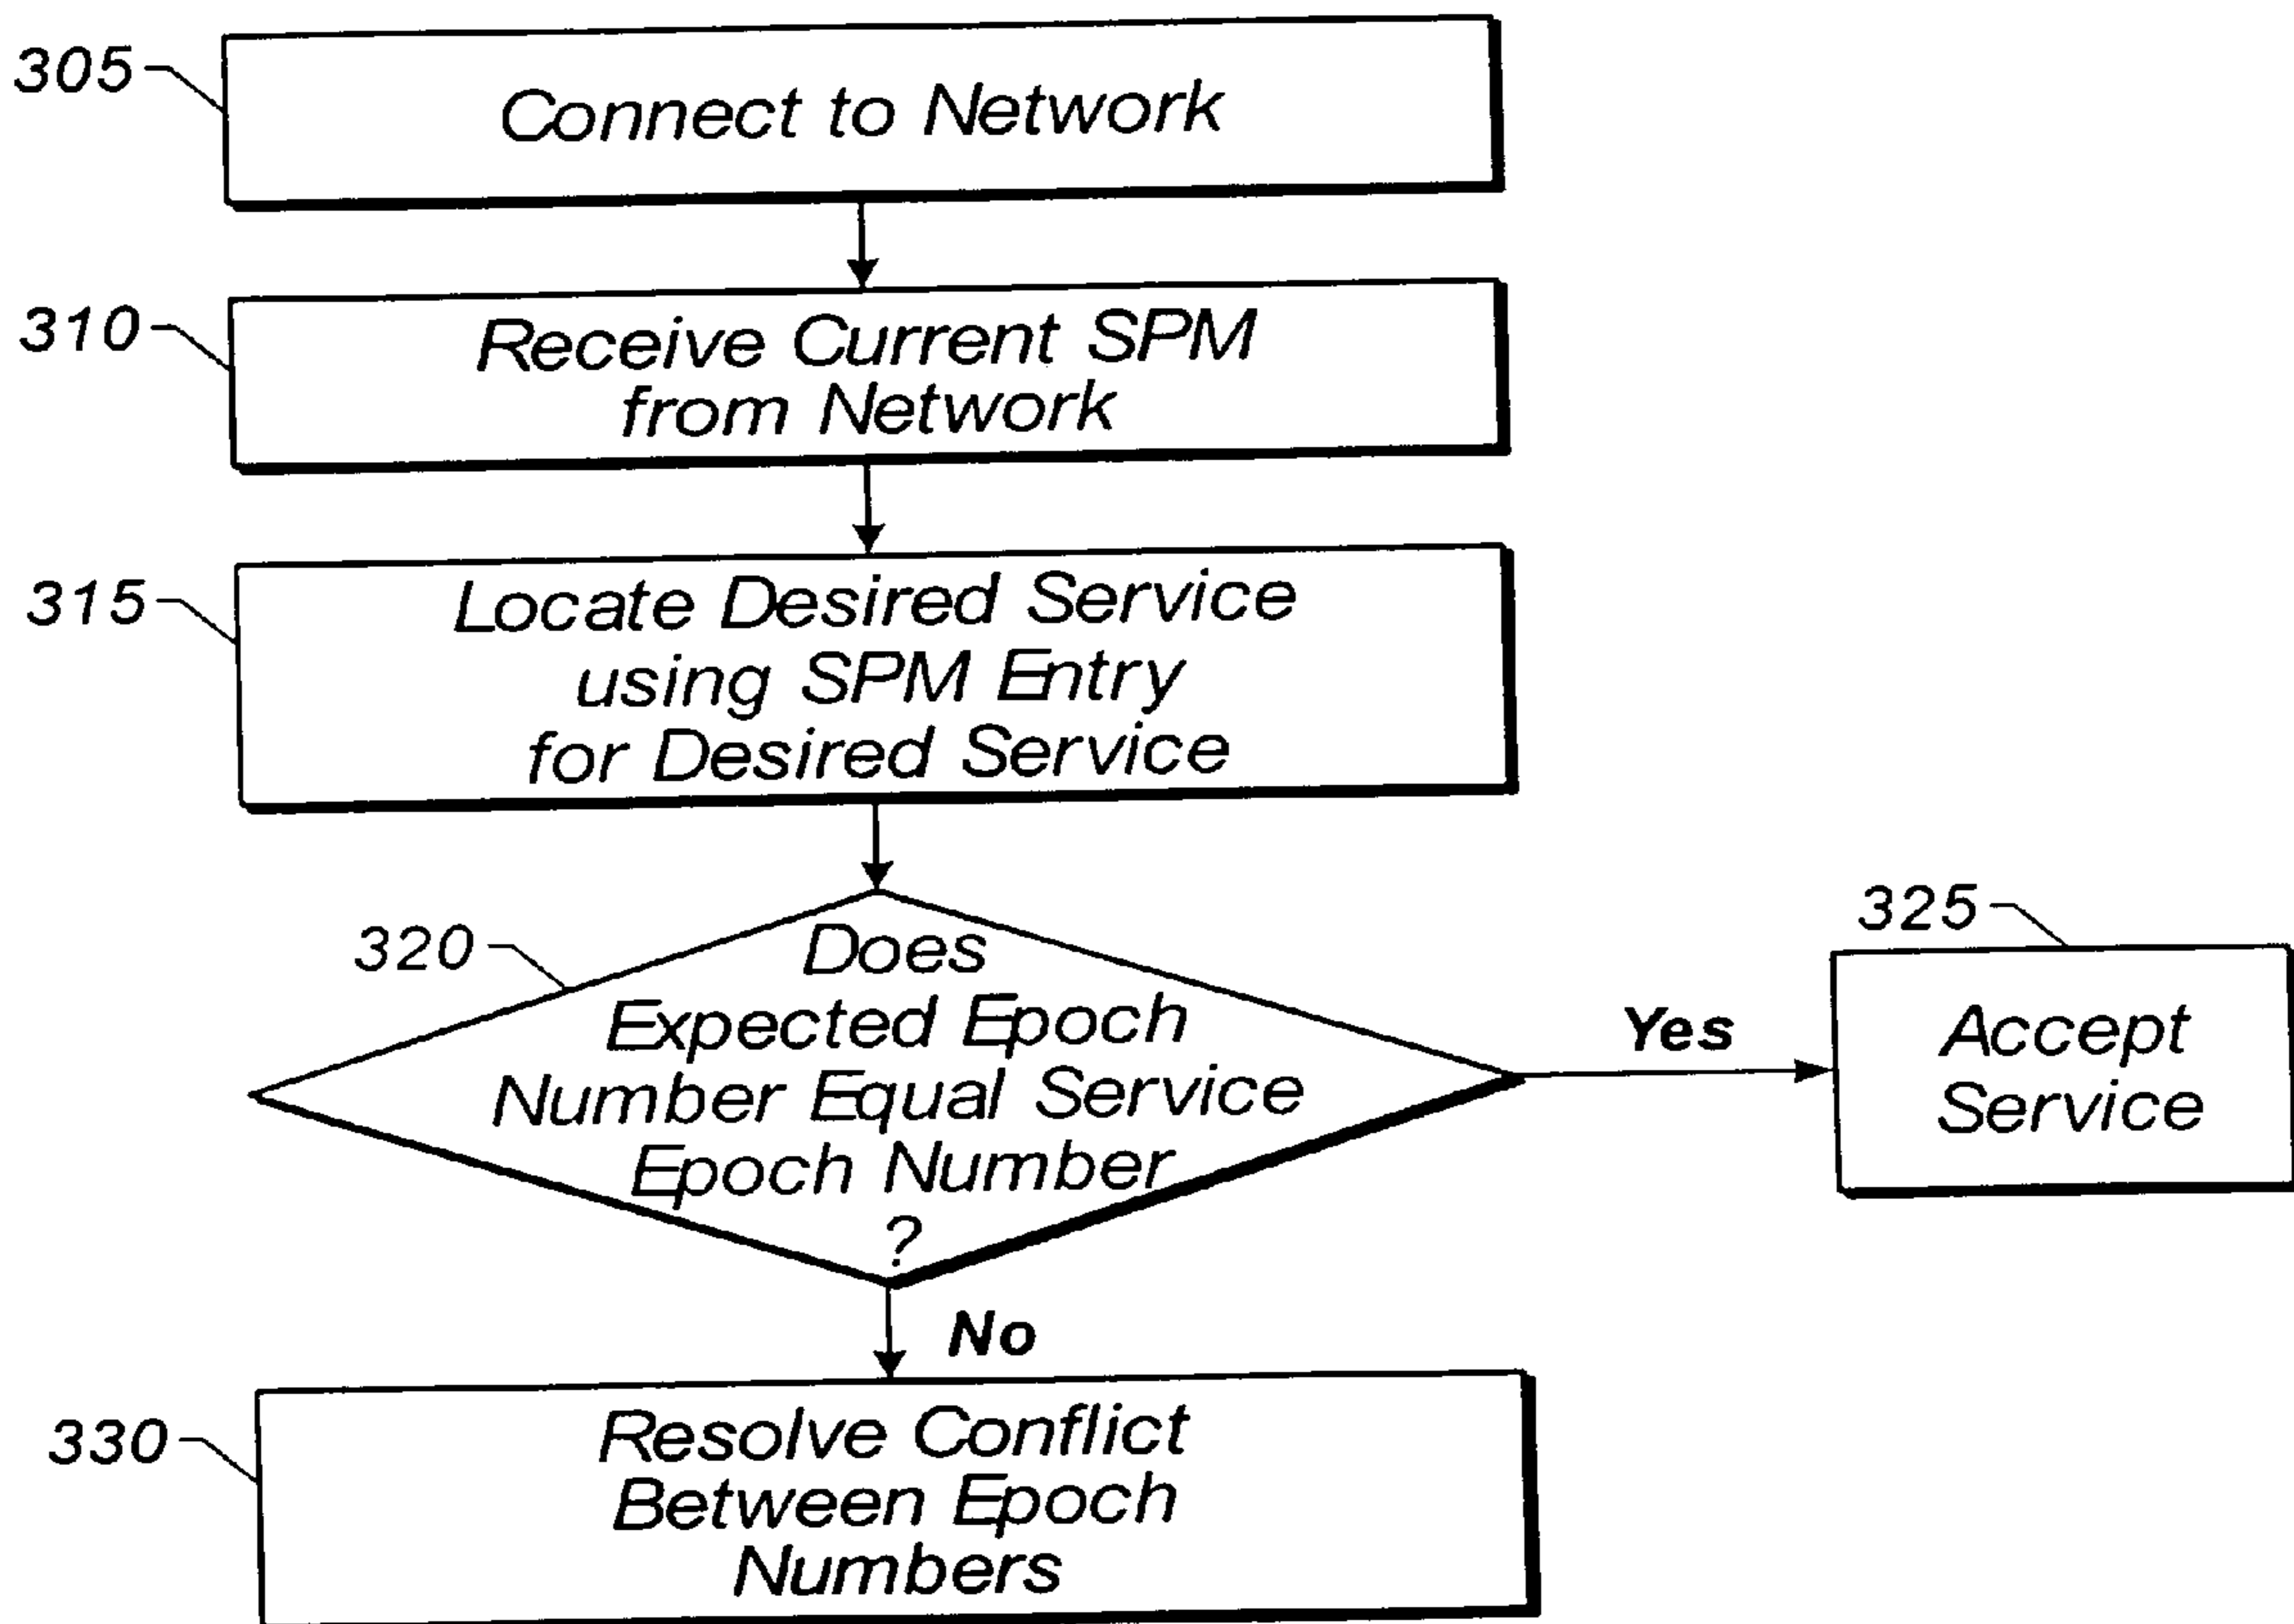 305
Connect to Network
310
Receive Current SPM
from Network
315
Locate Desired Service
using SPM Entry
for Desired Service
320
Does
Expected Epoch
Number Equal Service
Epoch Number
?
Yes
325
Accept
Service
No
330
Resolve Conflict
Between Epoch
Numbers